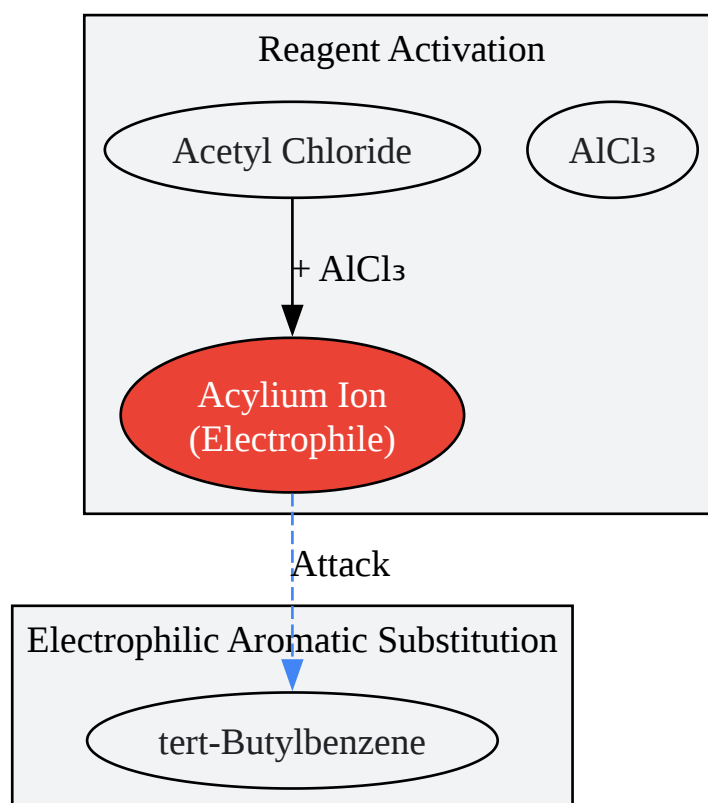 Reagent Activation
Acetyl Chloride
AlCl₃
+ AlCl₃
Acylium Ion
(Electrophile)
Attack
Electrophilic Aromatic Substitution
tert-Butylbenzene